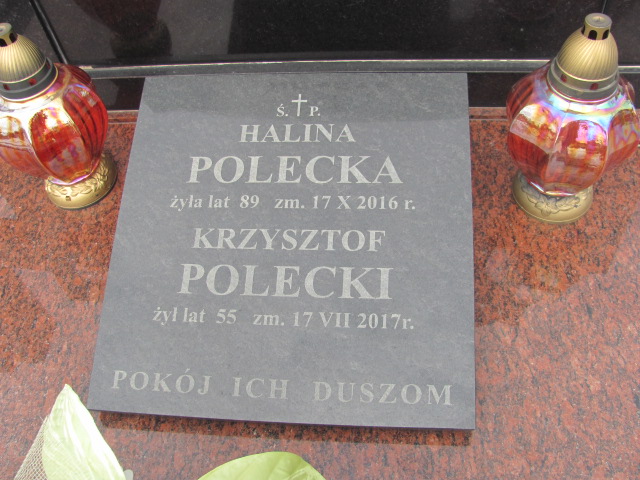 Ś. † P.
HALINA
POLECKA
żyła lat 89 zm. 17 X 2016 r.
KRZYSZTOF
POLECKI
żył lat 55 zm. 17 VII 2017r.
POKÓJ ICH DUSZOM